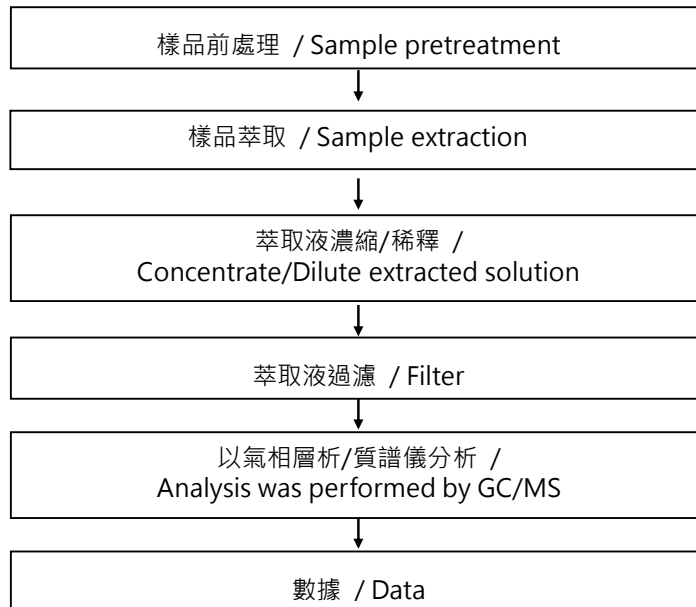 樣品前處理 / Sample pretreatment
樣品萃取 / Sample extraction
萃取液濃縮/稀釋 /
Concentrate/Dilute extracted solution
萃取液過濾 / Filter
以氣相層析/質譜儀分析 /
Analysis was performed by GC/MS
數據 / Data